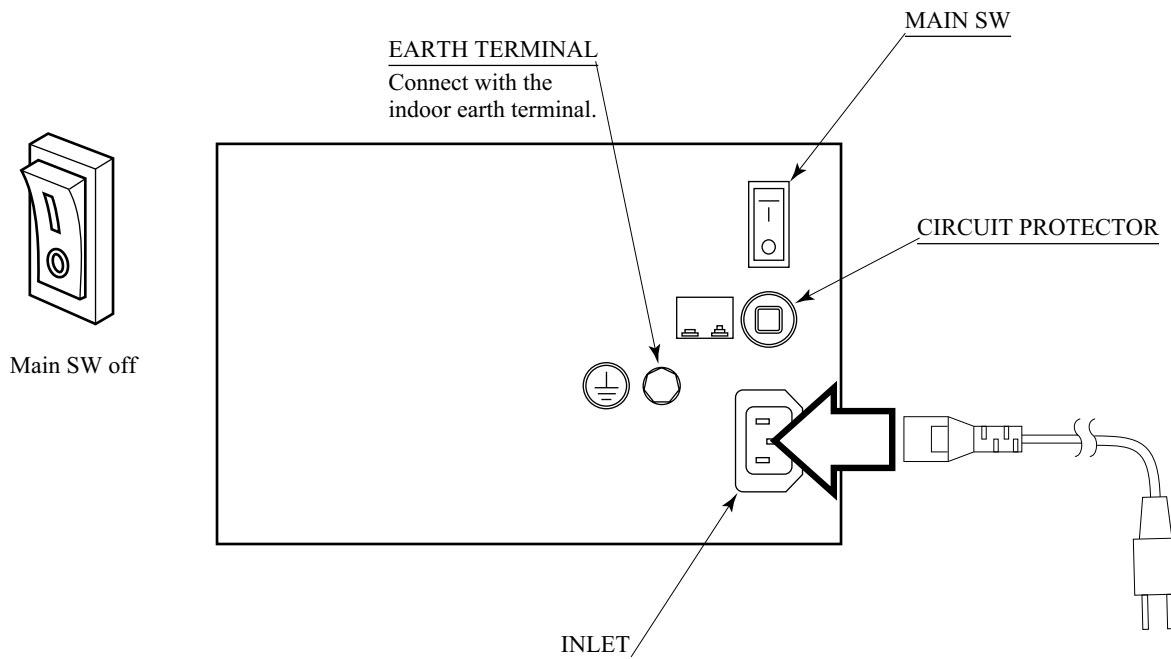 MAIN SW
EARTH TERMINAL
Connect with the
indoor earth terminal.
CIRCUIT PROTECTOR
Main SW off
INLET